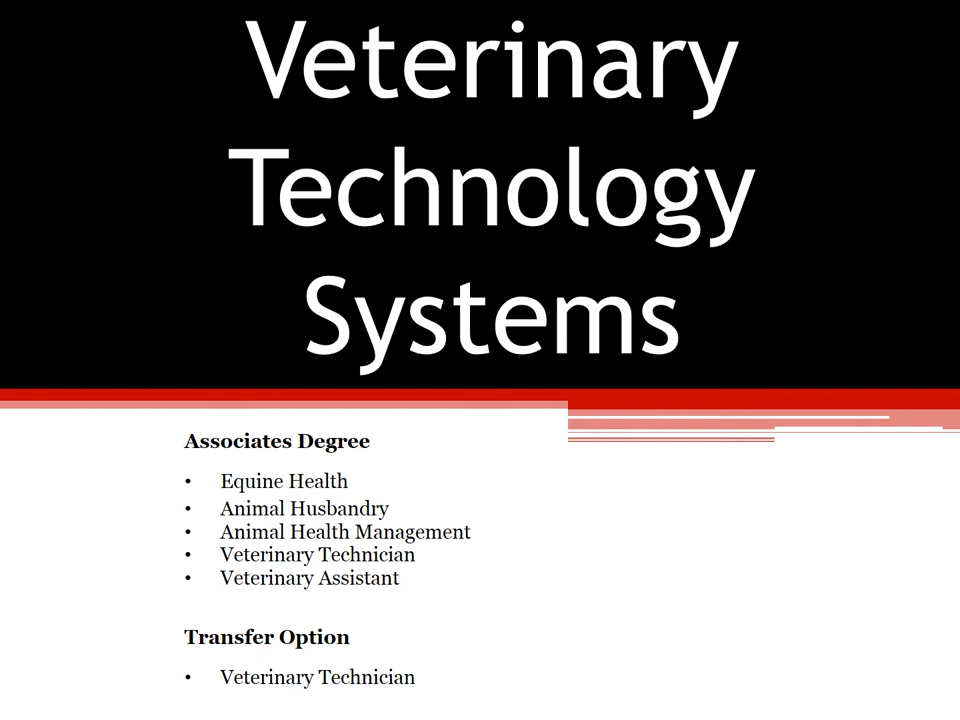 Veterinary
Technology
Systems
Associates Degree
• Equine Health
• Animal Husbandry
• Animal Health Management
• Veterinary Technician
• Veterinary Assistant
Transfer Option
• Veterinary Technician